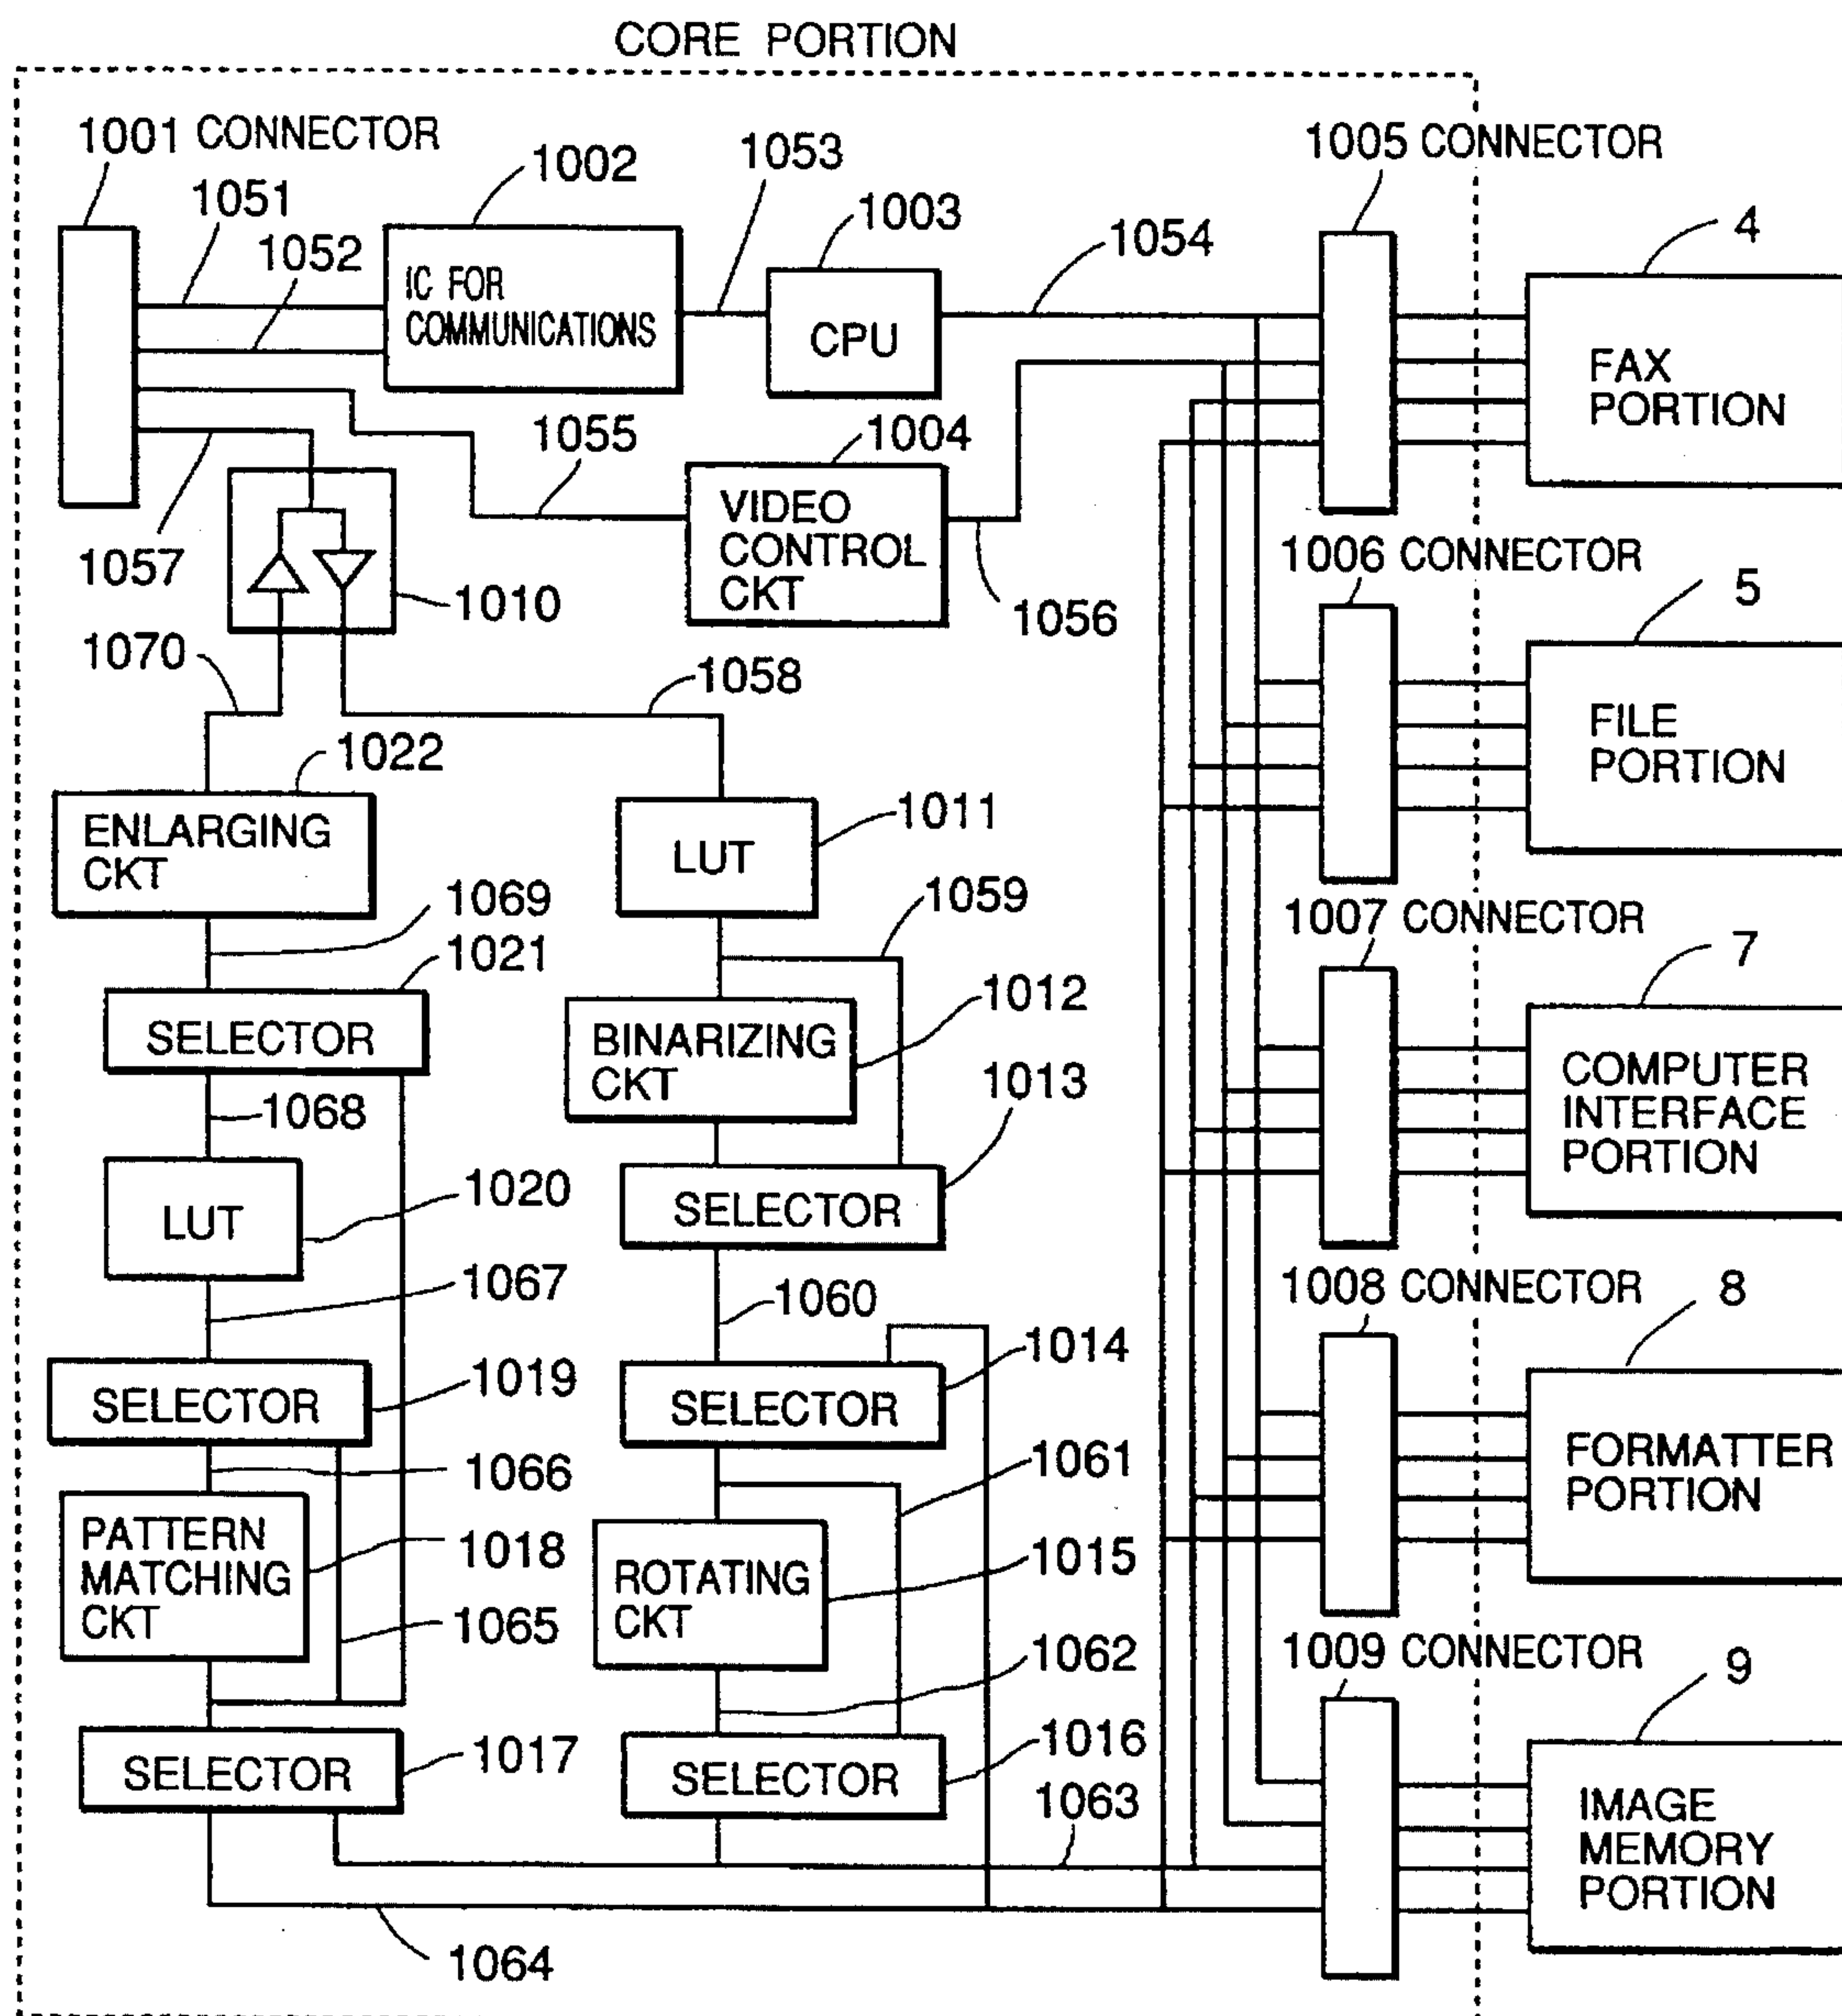 CORE PORTION
1001 CONNECTOR
1002
1053
1005 CONNECTOR
1051
1003
4
1052
1054
IC FOR
COMMUNICATIONS
CPU
FAX
PORTION
1055
1004
VIDEO
CONTROL
CKT
1006 CONNECTOR
1057
1010
1056
5
1070
1058
FILE
PORTION
1022
1011
ENLARGING
CKT
LUT
1069
1059
1007 CONNECTOR
1021
7
1012
SELECTOR
BINARIZING
CKT
1013
COMPUTER
INTERFACE
PORTION
1068
1020
LUT
SELECTOR
1067
1060
1008 CONNECTOR
8
1014
1019
SELECTOR
SELECTOR
1066
1061
FORMATTER
PORTION
PATTERN
MATCHING
CKT
1018
ROTATING
CKT
1015
1065
1062
1009 CONNECTOR
9
1016
1017
SELECTOR
SELECTOR
1063
IMAGE
MEMORY
PORTION
1064